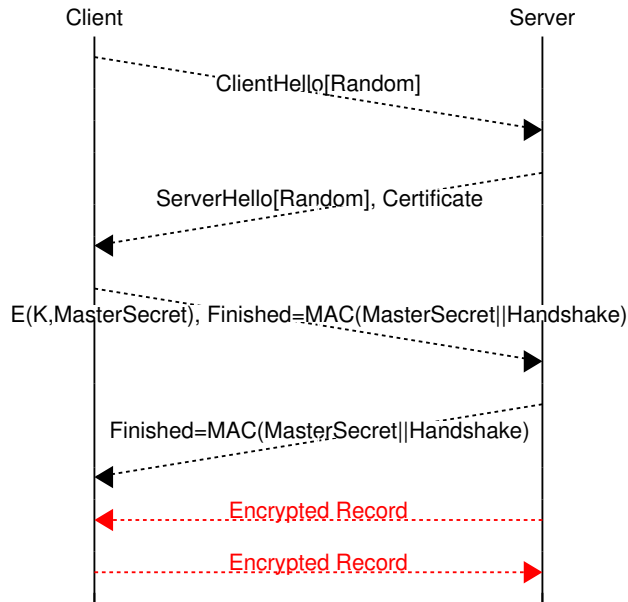 Client
Server
ClientHello[Random]
ServerHello[Random], Certificate
E(K,MasterSecret), Finished=MAC(MasterSecret||Handshake)
Finished=MAC(MasterSecret||Handshake)
Encrypted Record
Encrypted Record